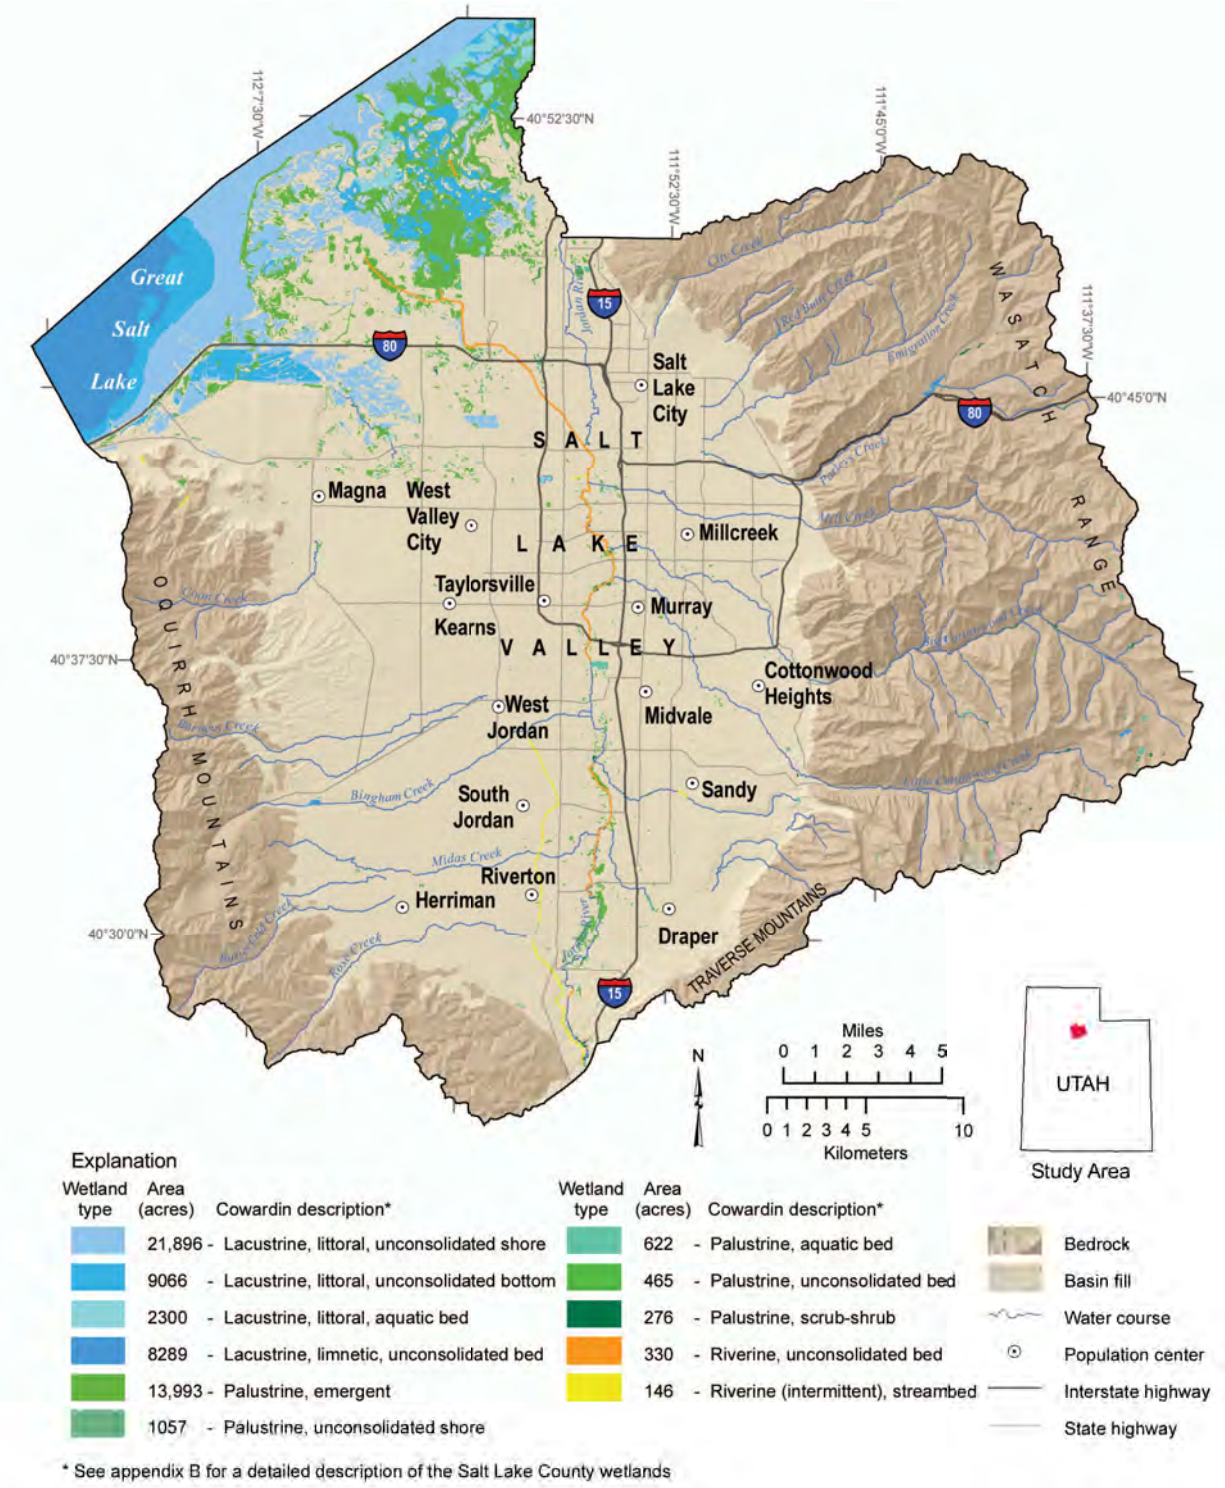 112°7'30"W
40°52'30"N
111°52'30"W
111°45'0"W
111°37'30"W
40°45'0"N
40°37'30"N
40°30'0"N
Great
Salt
Lake
80
15
80
15
City Creek
Red Butte Creek
Emigration Creek
Parleys Creek
Mill Creek
Big Cottonwood Creek
Little Cottonwood Creek
Jordan River
WASATCH
RANGE
Salt
Lake
City
SALT
LAKE
VALLEY
Magna
West
Valley
City
Millcreek
Taylorsville
Kearns
Murray
Cottonwood
Heights
Midvale
West
Jordan
Sandy
South
Jordan
Riverton
Herriman
Draper
OQUIRRH MOUNTAINS
TRAVERSE MOUNTAINS
Coon Creek
Barneys Creek
Bingham Creek
Midas Creek
Butterfield Creek
Rose Creek
Jordan River
N
Miles
0 1 2 3 4 5
0 1 2 3 4 5 10
Kilometers
UTAH
Study Area
Explanation
Wetland type Area (acres) Cowardin description*
21,896 - Lacustrine, littoral, unconsolidated shore
9066 - Lacustrine, littoral, unconsolidated bottom
2300 - Lacustrine, littoral, aquatic bed
8289 - Lacustrine, limnetic, unconsolidated bed
13,993 - Palustrine, emergent
1057 - Palustrine, unconsolidated shore
Wetland type Area (acres) Cowardin description*
622 - Palustrine, aquatic bed
465 - Palustrine, unconsolidated bed
276 - Palustrine, scrub-shrub
330 - Riverine, unconsolidated bed
146 - Riverine (intermittent), streambed
Bedrock
Basin fill
Water course
Population center
Interstate highway
State highway
* See appendix B for a detailed description of the Salt Lake County wetlands